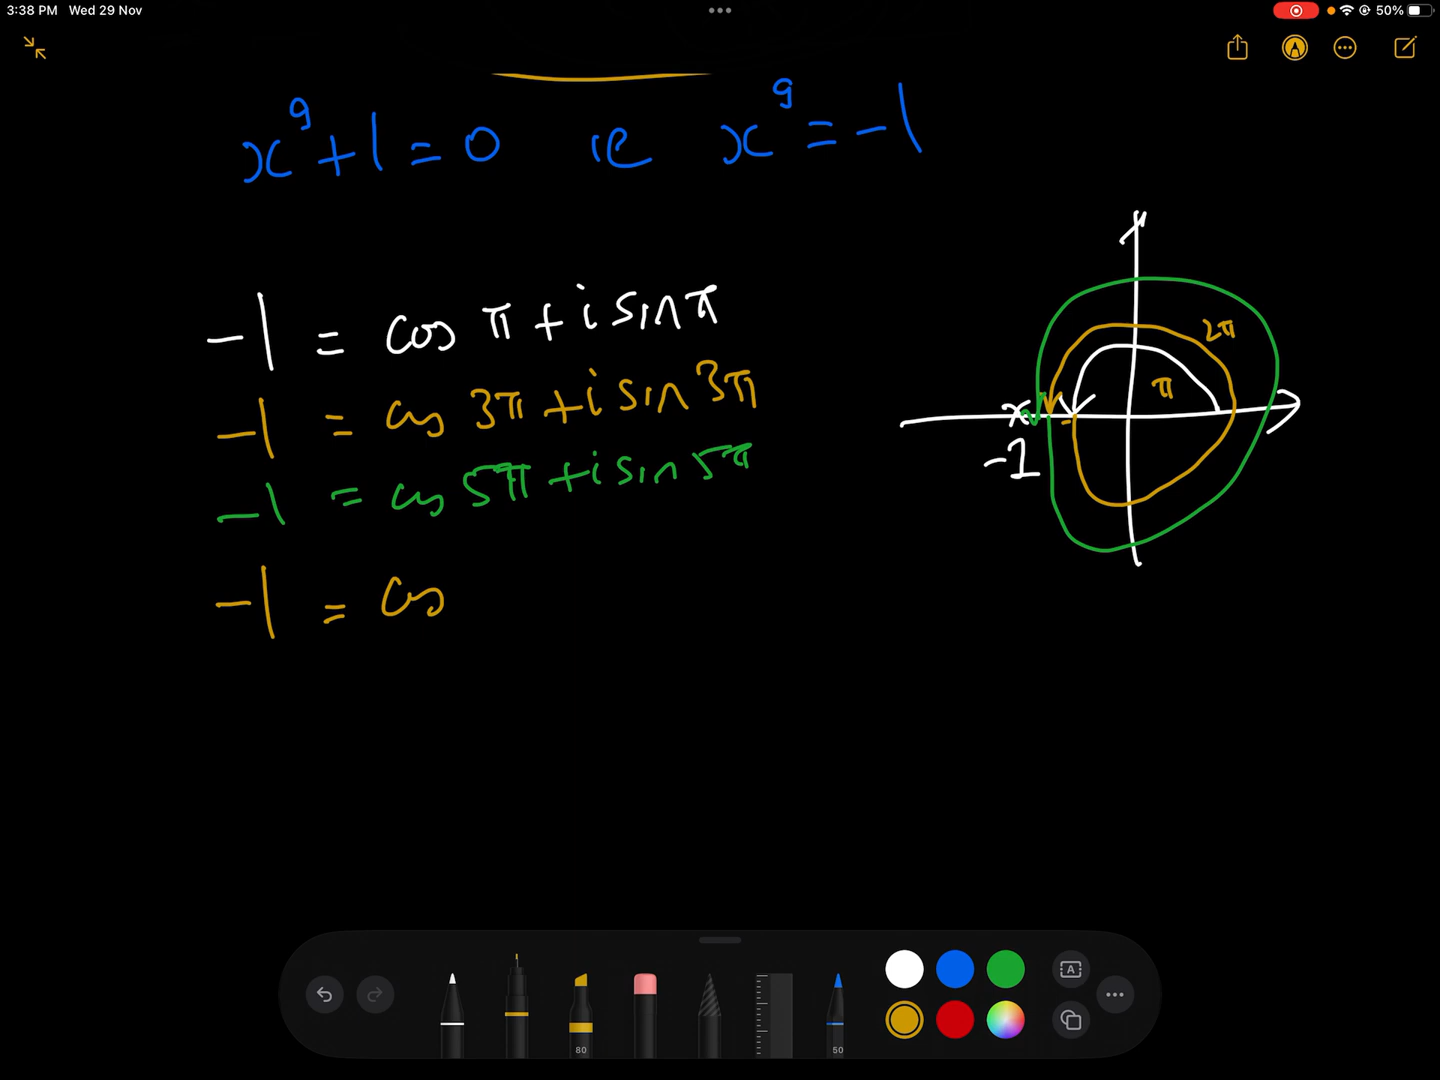 3:38 PM Wed 29 Nov
50%
x⁹+1=0 ie x⁹=-1
-1 = cos π + i sin π
-1 = cos 3π + i sin 3π
-1 = cos 5π + i sin 5π
-1 = cos
2π
π
x
-1
80
50
A